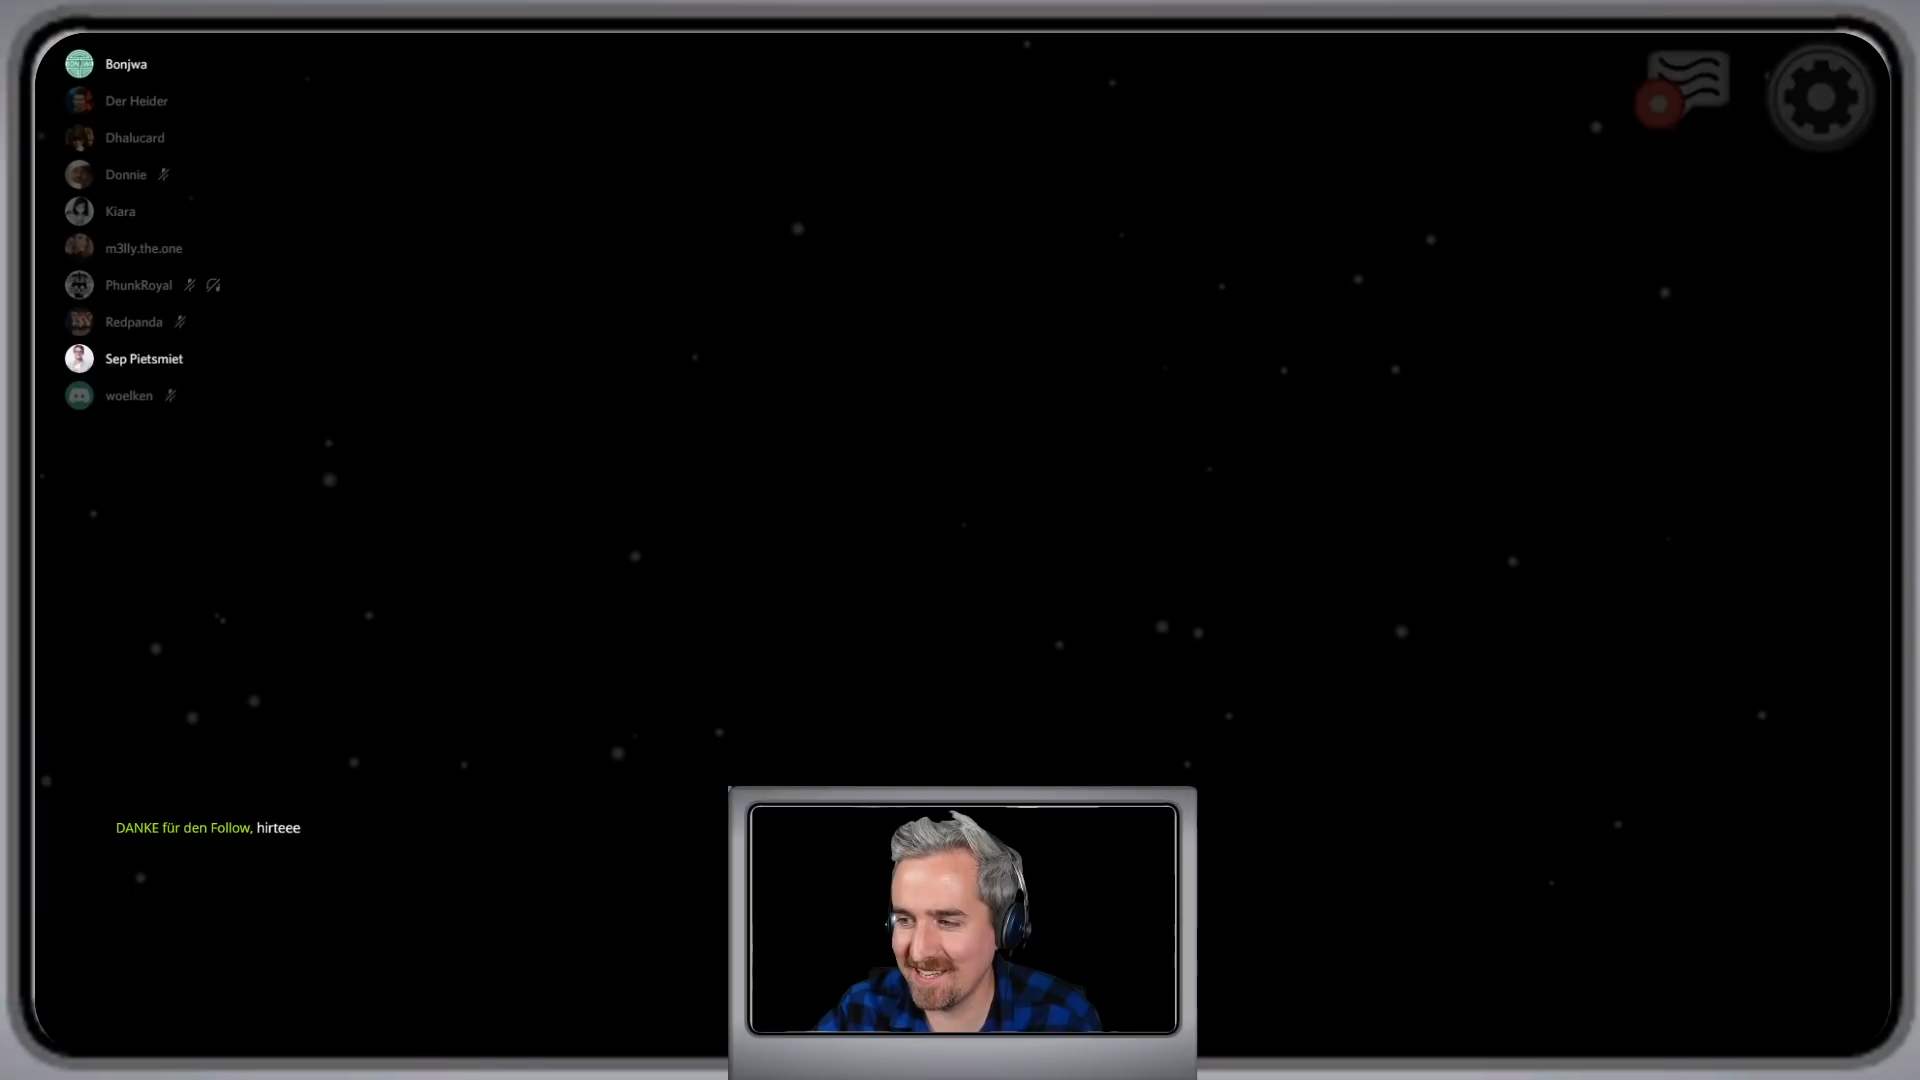 Bonjwa
Der Heider
Dhalucard
Donnie
Kiara
m3lly.the.one
PhunkRoyal
Redpanda
Sep Pietsmiet
woelken
DANKE für den Follow, hirteee